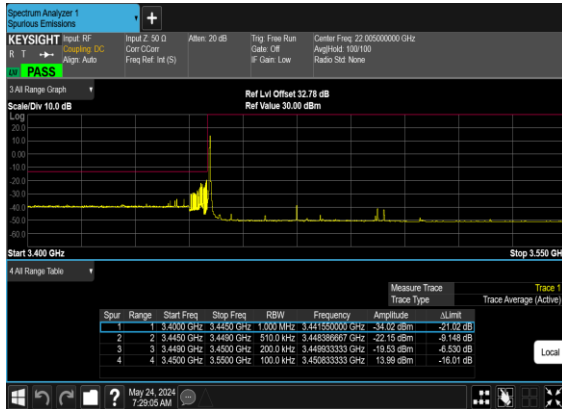 Spectrum Analyzer 1
Spurious Emissions
KEYSIGHT
R T
LW
PASS
Input: RF
Coupling: DC
Align: Auto
Input Z: 50 Ω
Corr CCorr
Freq Ref: Int (S)
Atten: 20 dB
Trig: Free Run
Gate: Off
IF Gain: Low
Center Freq: 22.005000000 GHz
Avg|Hold: 100/100
Radio Std: None
3 All Range Graph
Scale/Div 10.0 dB
Ref Lvl Offset 32.78 dB
Ref Value 30.00 dBm
Log
20.0
10.0
0.00
-10.0
-20.0
-30.0
-40.0
-50.0
-60.0
Start 3.400 GHz
Stop 3.550 GHz
4 All Range Table
Measure Trace Trace 1
Trace Type Trace Average (Active)
Spur Range Start Freq Stop Freq RBW Frequency Amplitude ΔLimit
1 1 3.4000 GHz 3.4450 GHz 1.000 MHz 3.441550000 GHz -34.02 dBm -21.02 dB
2 2 3.4450 GHz 3.4490 GHz 510.0 kHz 3.448386667 GHz -22.15 dBm -9.148 dB
3 3 3.4490 GHz 3.4500 GHz 200.0 kHz 3.449933333 GHz -19.53 dBm -6.530 dB
4 4 3.4500 GHz 3.5500 GHz 100.0 kHz 3.450833333 GHz 13.99 dBm -16.01 dB
Local
May 24, 2024
7:29:05 AM